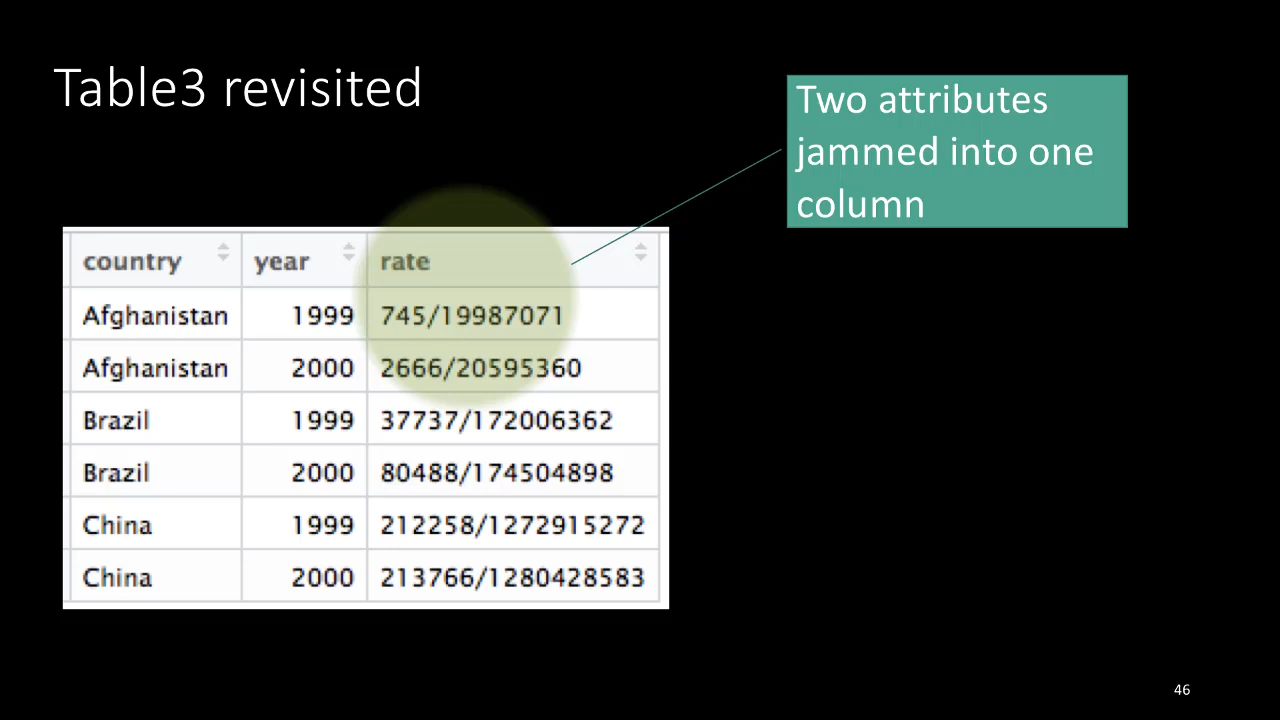 Table3 revisited
Two attributes
jammed into one
column
country year rate
Afghanistan 1999 745/19987071
Afghanistan 2000 2666/20595360
Brazil 1999 37737/172006362
Brazil 2000 80488/174504898
China 1999 212258/1272915272
China 2000 213766/1280428583
46